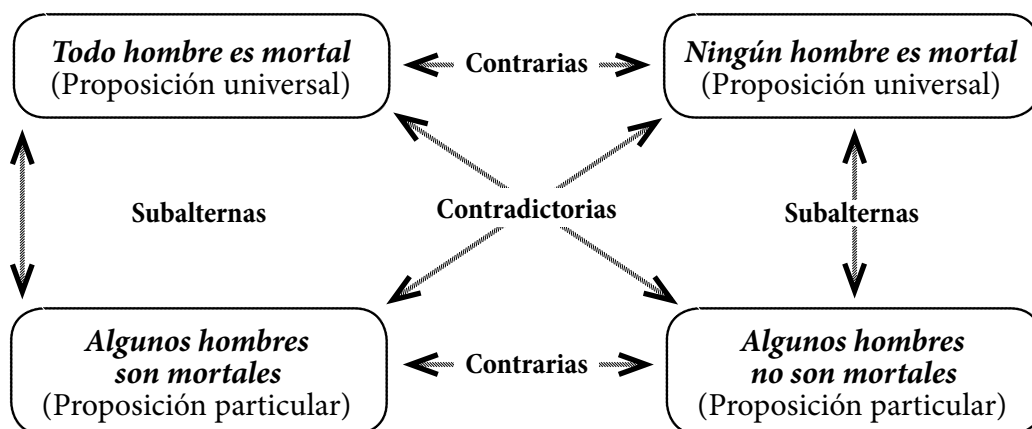 Todo hombre es mortal
(Proposición universal)
Contrarias
Ningún hombre es mortal
(Proposición universal)
Subalternas
Contradictorias
Subalternas
Algunos hombres
son mortales
(Proposición particular)
Contrarias
Algunos hombres
no son mortales
(Proposición particular)